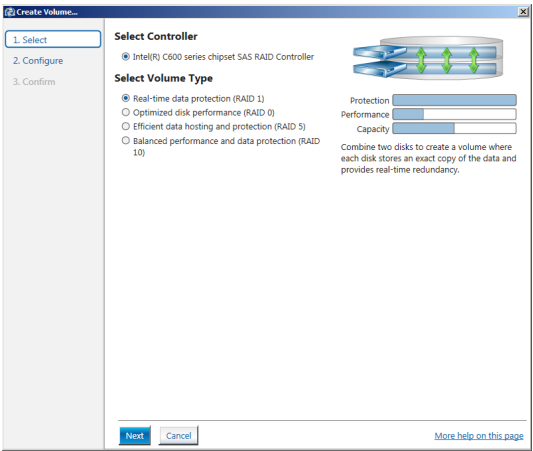 Create Volume...
1. Select
2. Configure
3. Confirm
Select Controller
Intel(R) C600 series chipset SAS RAID Controller
Select Volume Type
Real-time data protection (RAID 1)
Optimized disk performance (RAID 0)
Efficient data hosting and protection (RAID 5)
Balanced performance and data protection (RAID
10)
Protection
Performance
Capacity
Combine two disks to create a volume where
each disk stores an exact copy of the data and
provides real-time redundancy.
Next
Cancel
More help on this page